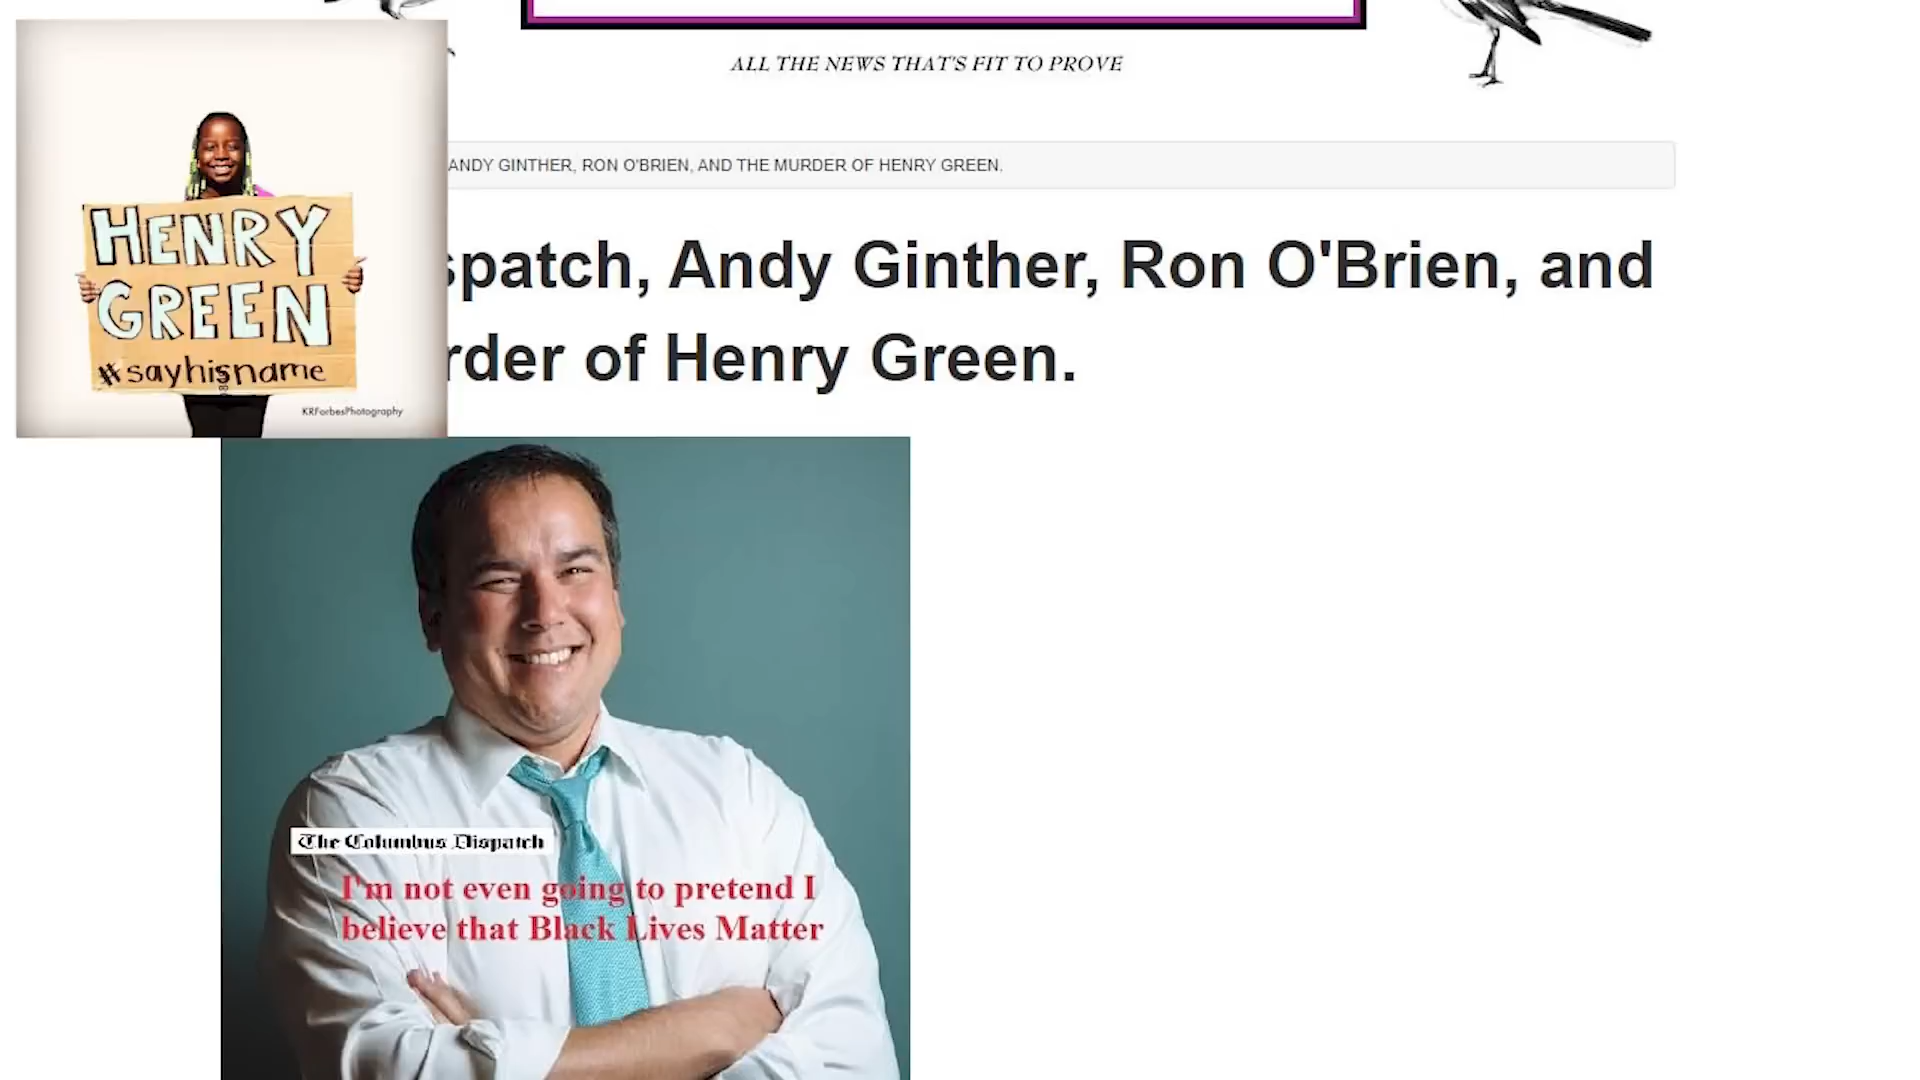 ALL THE NEWS THAT'S FIT TO PROVE
ANDY GINTHER, RON O'BRIEN, AND THE MURDER OF HENRY GREEN.
spatch, Andy Ginther, Ron O'Brien, and
rder of Henry Green.
HENRY
GREEN
#sayhisname
KRForbesPhotography
The Columbus Dispatch
I'm not even going to pretend I
believe that Black Lives Matter